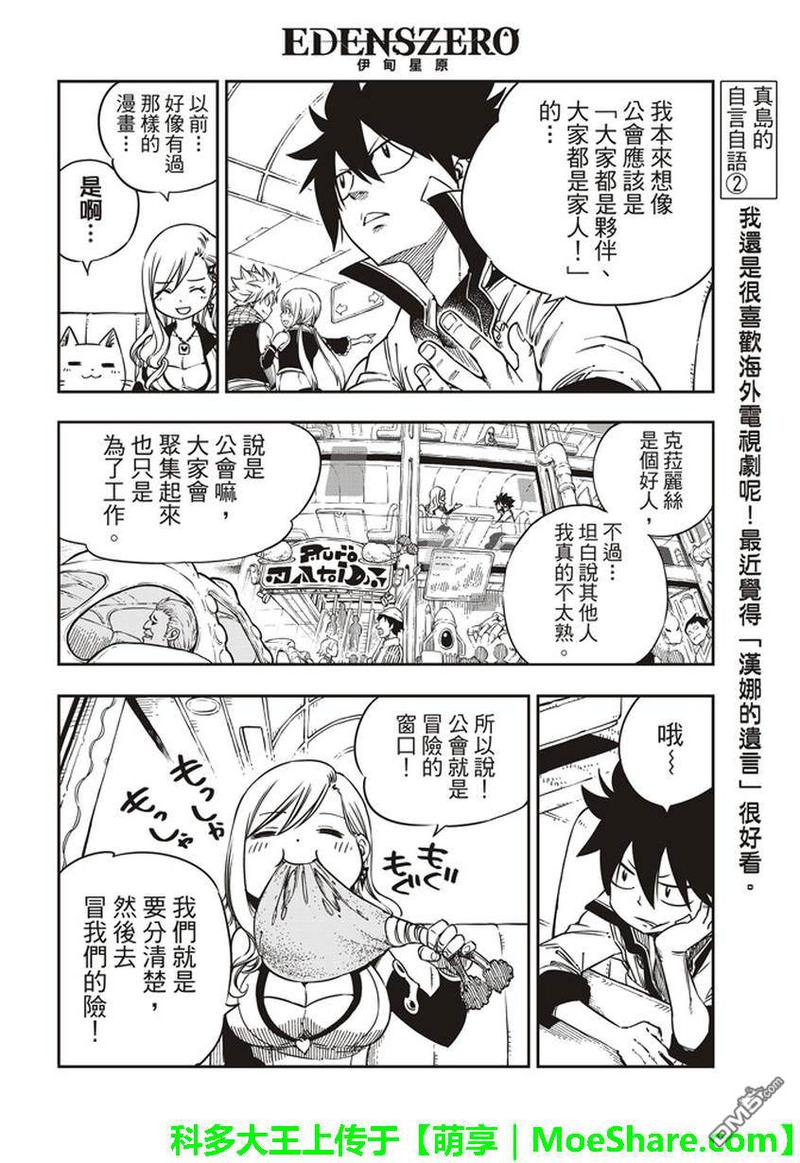 EDENSZERO
伊甸星原
真島的
自言自語②
我還是很喜歡海外電視劇呢！最近覺得「漢娜的遺言」很好看。
我本來想像
公會應該是
「大家都是夥伴、
大家都是家人！」
的…
以前…
好像有過
那樣的
漫畫…
是啊…
克菈麗絲
是個好人，
不過…
坦白說其他人
我真的不太熟。
說是
公會嘛，
大家會
聚集起來
也只是
為了工作。
哦～
所以說！
公會就是
冒險的
窗口！
もっしゃ
もっしゃ
もぐ
もぐ
我們就是
要分清楚，
然後去
冒我們的險！
DM5.com
科多大王上传于【萌享｜MoeShare.com】